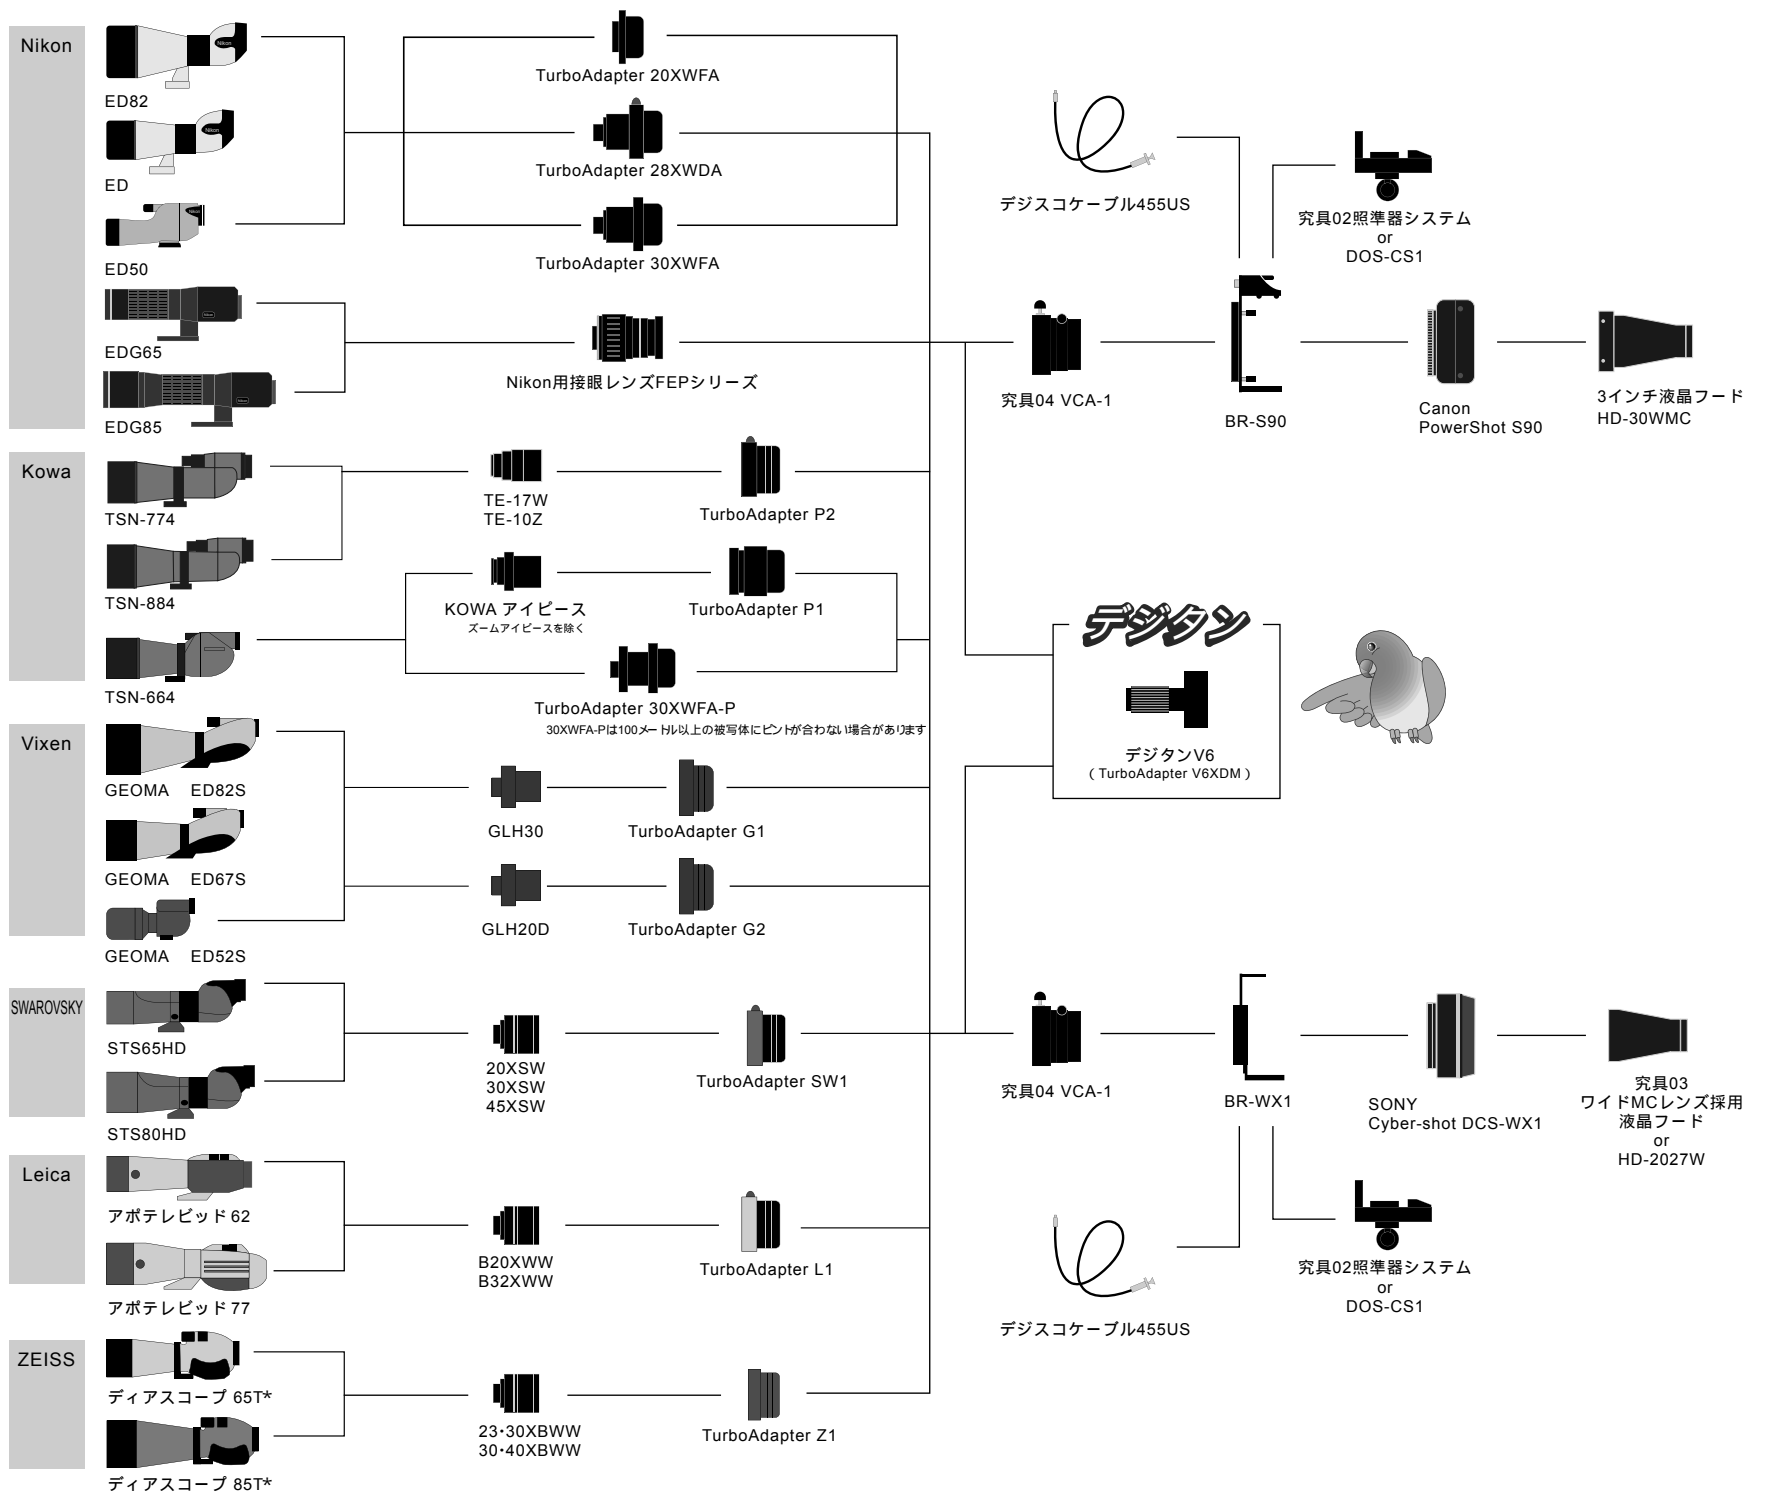 Nikon
ED82
ED
ED50
EDG65
EDG85
TurboAdapter 20XWFA
TurboAdapter 28XWDA
TurboAdapter 30XWFA
Nikon用接眼レンズFEPシリーズ
Kowa
TSN-774
TSN-884
TSN-664
TE-17W
TE-10Z
TurboAdapter P2
KOWA アイピース
ズームアイピースを除く
TurboAdapter P1
TurboAdapter 30XWFA-P
30XWFA-Pは100メートル以上の被写体にピントが合わない場合があります
Vixen
GEOMA ED82S
GEOMA ED67S
GEOMA ED52S
GLH30
TurboAdapter G1
GLH20D
TurboAdapter G2
SWAROVSKY
STS65HD
STS80HD
20XSW
30XSW
45XSW
TurboAdapter SW1
Leica
アポテレビッド 62
アポテレビッド 77
B20XWW
B32XWW
TurboAdapter L1
ZEISS
ディアスコープ 65T*
ディアスコープ 85T*
23・30XBWW
30・40XBWW
TurboAdapter Z1
デジスコケーブル455US
究具02照準器システム
or
DOS-CS1
究具04 VCA-1
BR-S90
Canon
PowerShot S90
3インチ液晶フード
HD-30WMC
デジタン
デジタンV6
( TurboAdapter V6XDM )
究具04 VCA-1
BR-WX1
SONY
Cyber-shot DCS-WX1
究具03
ワイドMCレンズ採用
液晶フード
or
HD-2027W
デジスコケーブル455US
究具02照準器システム
or
DOS-CS1